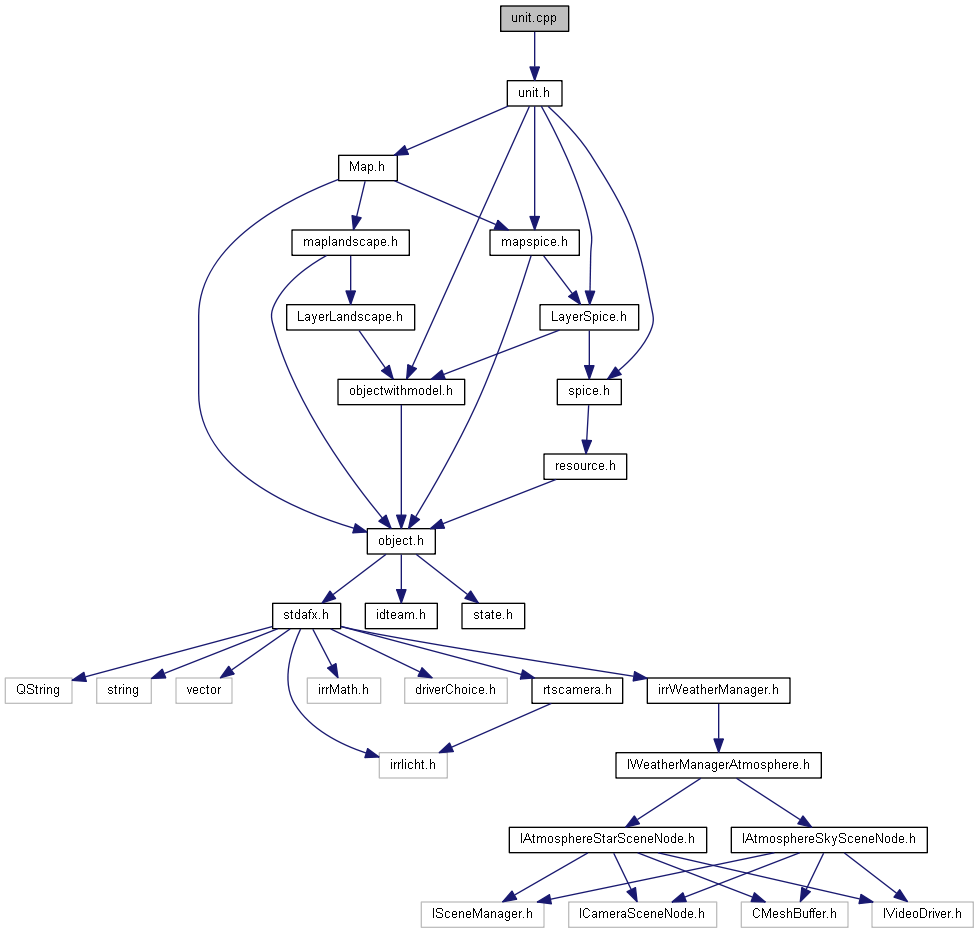 unit.cpp
unit.h
Map.h
maplandscape.h
mapspice.h
LayerLandscape.h
LayerSpice.h
objectwithmodel.h
spice.h
resource.h
object.h
stdafx.h
idteam.h
state.h
QString
string
vector
irrMath.h
driverChoice.h
rtscamera.h
irrWeatherManager.h
irrlicht.h
IWeatherManagerAtmosphere.h
IAtmosphereStarSceneNode.h
IAtmosphereSkySceneNode.h
ISceneManager.h
ICameraSceneNode.h
CMeshBuffer.h
IVideoDriver.h